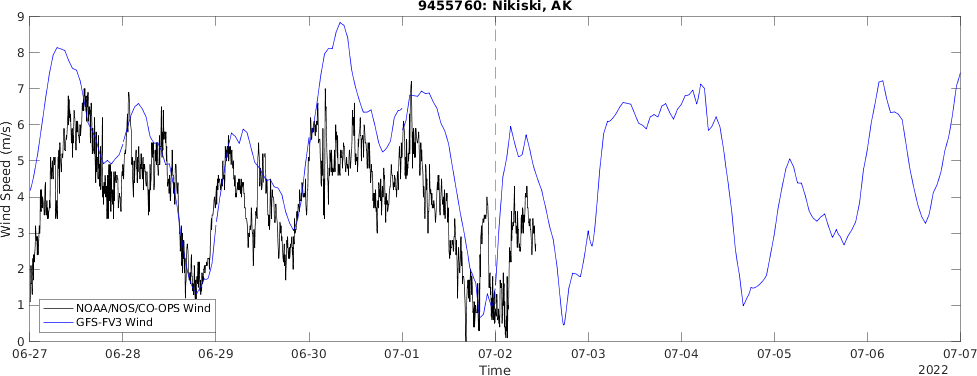 9455760: Nikiski, AK
9
8
7
6
5
4
3
2
1
0
Wind Speed (m/s)
NOAA/NOS/CO-OPS Wind
GFS-FV3 Wind
06-27 06-28 06-29 06-30 07-01 07-02 07-03 07-04 07-05 07-06 07-07
Time
2022